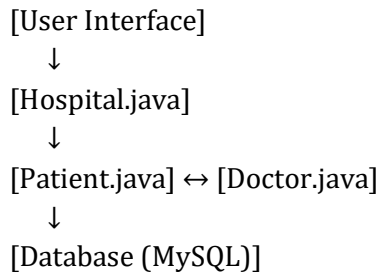 [User Interface]
↓
[Hospital.java]
↓
[Patient.java] ↔ [Doctor.java]
↓
[Database (MySQL)]